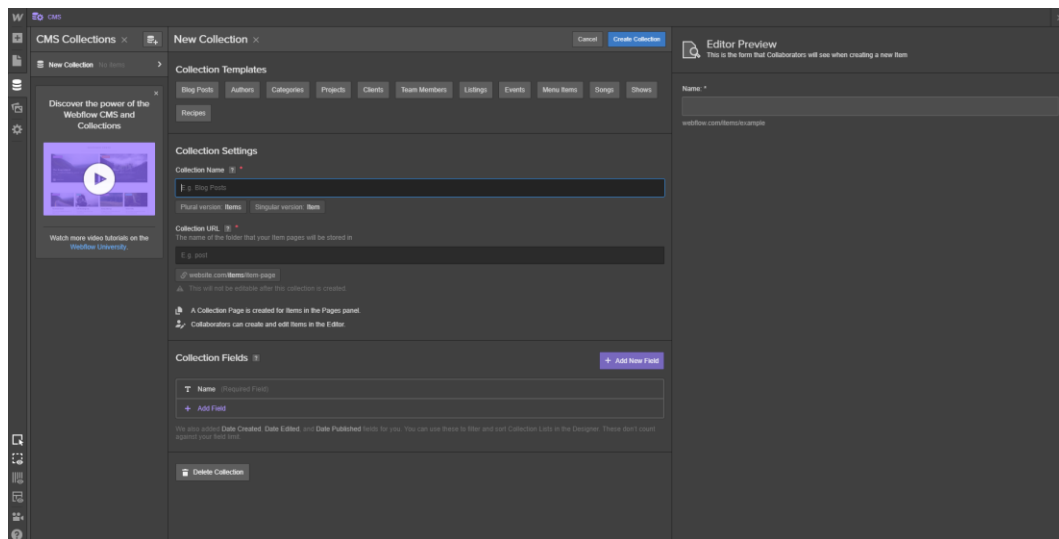 W
CMS
CMS Collections
New Collection No items
Discover the power of the
Webflow CMS and
Collections
Watch more video tutorials on the
Webflow University.
New Collection
Cancel
Create Collection
Collection Templates
Blog Posts Authors Categories Projects Clients Team Members Listings Events Menu Items Songs Shows
Recipes
Collection Settings
Collection Name ? *
E.g. Blog Posts
Plural version: Items Singular version: Item
Collection URL ? *
The name of the folder that your Item pages will be stored in
E.g. post
website.com/items/item-page
This will not be editable after this collection is created.
A Collection Page is created for Items in the Pages panel.
Collaborators can create and edit Items in the Editor.
Collection Fields ?
+ Add New Field
T Name (Required Field)
+ Add Field
We also added Date Created, Date Edited, and Date Published fields for you. You can use these to filter and sort Collection Lists in the Designer. These don't count
against your field limit.
Delete Collection
Editor Preview
This is the form that Collaborators will see when creating a new Item
Name: *
webflow.com/items/example